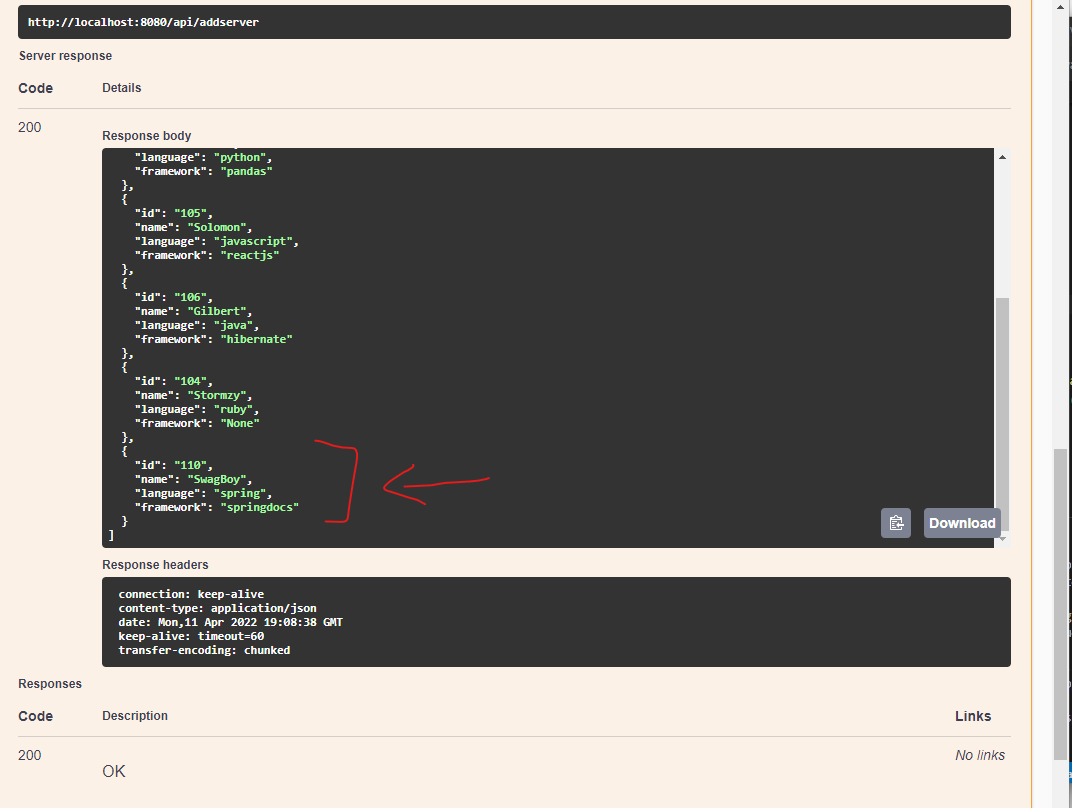 http://localhost:8080/api/addserver
Server response
Code Details
200
Response body
"language": "python",
"framework": "pandas"
},
{
"id": "105",
"name": "Solomon",
"language": "javascript",
"framework": "reactjs"
},
{
"id": "106",
"name": "Gilbert",
"language": "java",
"framework": "hibernate"
},
{
"id": "104",
"name": "Stormzy",
"language": "ruby",
"framework": "None"
},
{
"id": "110",
"name": "SwagBoy",
"language": "spring",
"framework": "springdocs"
}
]
Download
Response headers
connection: keep-alive
content-type: application/json
date: Mon,11 Apr 2022 19:08:38 GMT
keep-alive: timeout=60
transfer-encoding: chunked
Responses
Code Description Links
200 No links
OK